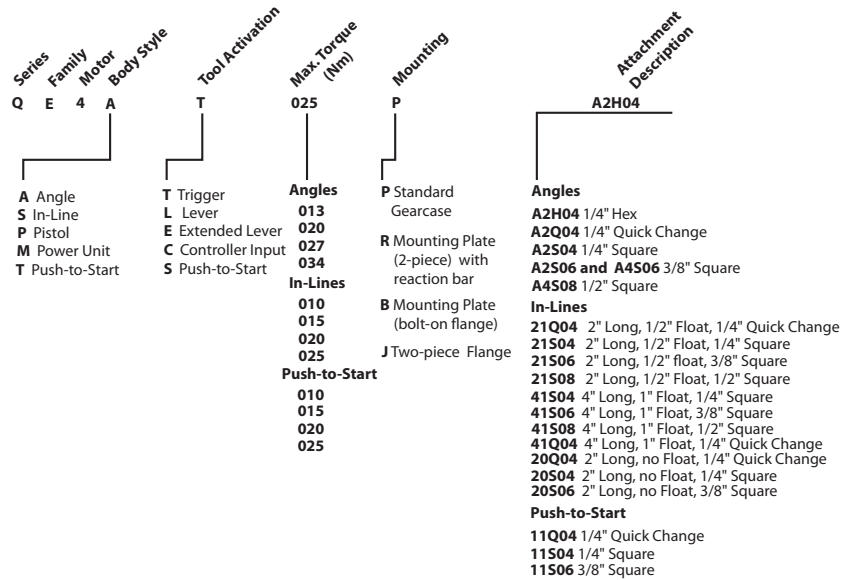 Series
Family
Motor
Body Style
Tool Activation
Max. Torque
(Nm)
Mounting
Attachment
Description
Q E 4 A T 025 P A2H04
A Angle
S In-Line
P Pistol
M Power Unit
T Push-to-Start
T Trigger
L Lever
E Extended Lever
C Controller Input
S Push-to-Start
Angles
013
020
027
034
In-Lines
010
015
020
025
Push-to-Start
010
015
020
025
P Standard
Gearcase
R Mounting Plate
(2-piece) with
reaction bar
B Mounting Plate
(bolt-on flange)
J Two-piece Flange
Angles
A2H04 1/4" Hex
A2Q04 1/4" Quick Change
A2S04 1/4" Square
A2S06 and A4S06 3/8" Square
A4S08 1/2" Square
In-Lines
21Q04 2" Long, 1/2" Float, 1/4" Quick Change
21S04 2" Long, 1/2" Float, 1/4" Square
21S06 2" Long, 1/2" float, 3/8" Square
21S08 2" Long, 1/2" Float, 1/2" Square
41S04 4" Long, 1" Float, 1/4" Square
41S06 4" Long, 1" Float, 3/8" Square
41S08 4" Long, 1" Float, 1/2" Square
41Q04 4" Long, 1" Float, 1/4" Quick Change
20Q04 2" Long, no Float, 1/4" Quick Change
20S04 2" Long, no Float, 1/4" Square
20S06 2" Long, no Float, 3/8" Square
Push-to-Start
11Q04 1/4" Quick Change
11S04 1/4" Square
11S06 3/8" Square